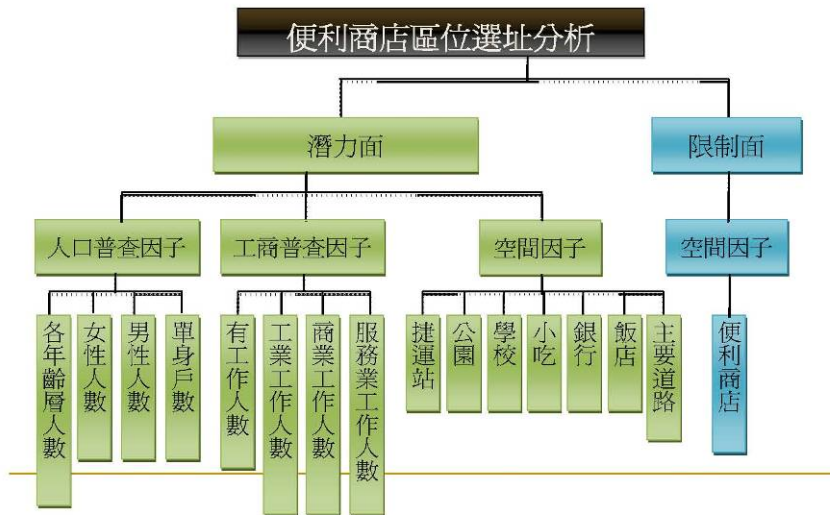 便利商店區位選址分析
潛力面
限制面
人口普查因子
工商普查因子
空間因子
空間因子
各年齡層人數
女性人數
男性人數
單身戶數
有工作人數
工業工作人數
商業工作人數
服務業工作人數
捷運站
公園
學校
小吃
銀行
飯店
主要道路
便利商店